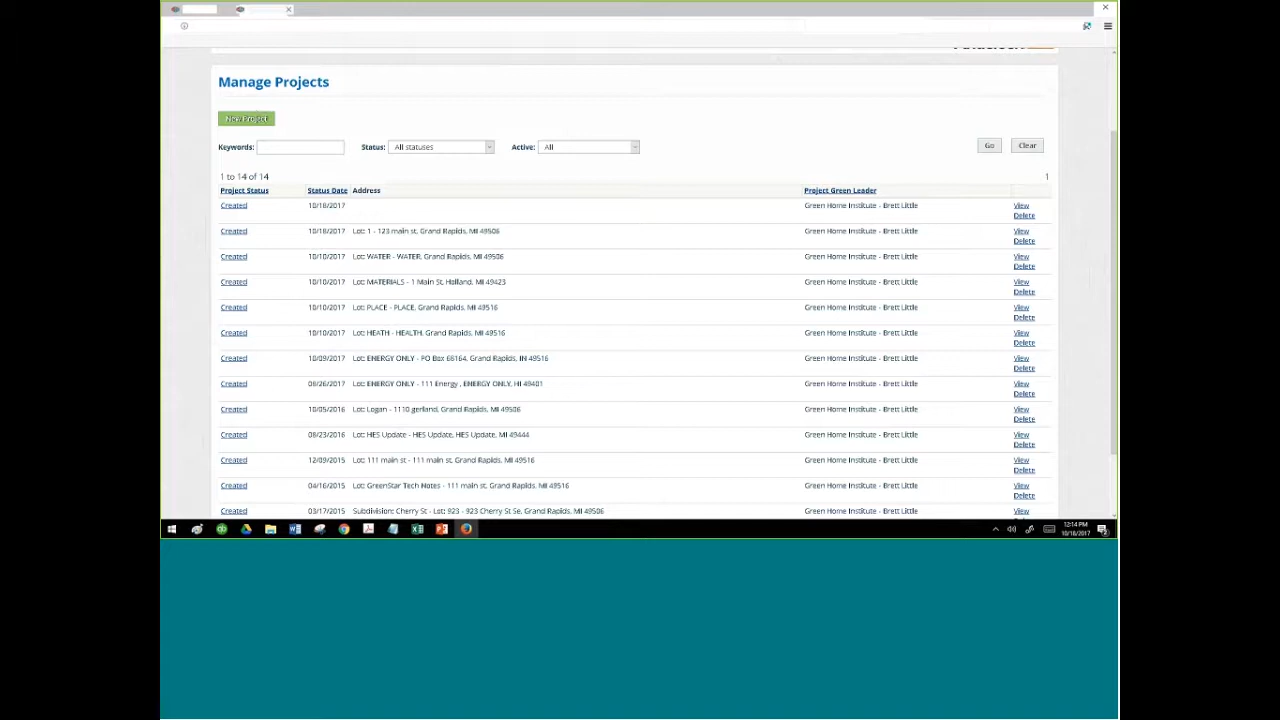 Manage Projects
New Project
Keywords: Status: All statuses Active: All Go Clear
1 to 14 of 14 1
Project Status Status Date Address Project Green Leader
Created 10/18/2017 Green Home Institute - Brett Little View
Delete
Created 10/18/2017 Lot: 1 - 123 main st, Grand Rapids, MI 49506 Green Home Institute - Brett Little View
Delete
Created 10/10/2017 Lot: WATER - WATER, Grand Rapids, MI 49506 Green Home Institute - Brett Little View
Delete
Created 10/10/2017 Lot: MATERIALS - 1 Main St, Holland, MI 49423 Green Home Institute - Brett Little View
Delete
Created 10/10/2017 Lot: PLACE - PLACE, Grand Rapids, MI 49516 Green Home Institute - Brett Little View
Delete
Created 10/10/2017 Lot: HEATH - HEALTH, Grand Rapids, MI 49516 Green Home Institute - Brett Little View
Delete
Created 10/09/2017 Lot: ENERGY ONLY - PO Box 68164, Grand Rapids, IN 49516 Green Home Institute - Brett Little View
Delete
Created 08/26/2017 Lot: ENERGY ONLY - 111 Energy , ENERGY ONLY, HI 49401 Green Home Institute - Brett Little View
Delete
Created 10/05/2016 Lot: Logan - 1110 gerland, Grand Rapids, MI 49506 Green Home Institute - Brett Little View
Delete
Created 08/23/2016 Lot: HES Update - HES Update, HES Update, MI 49444 Green Home Institute - Brett Little View
Delete
Created 12/09/2015 Lot: 111 main st - 111 main st, Grand Rapids, MI 49516 Green Home Institute - Brett Little View
Delete
Created 04/16/2015 Lot: GreenStar Tech Notes - 111 main st, Grand Rapids, MI 49516 Green Home Institute - Brett Little View
Delete
Created 03/17/2015 Subdivision: Cherry St - Lot: 923 - 923 Cherry St Se, Grand Rapids, MI 49506 Green Home Institute - Brett Little View
12:14 PM
10/18/2017